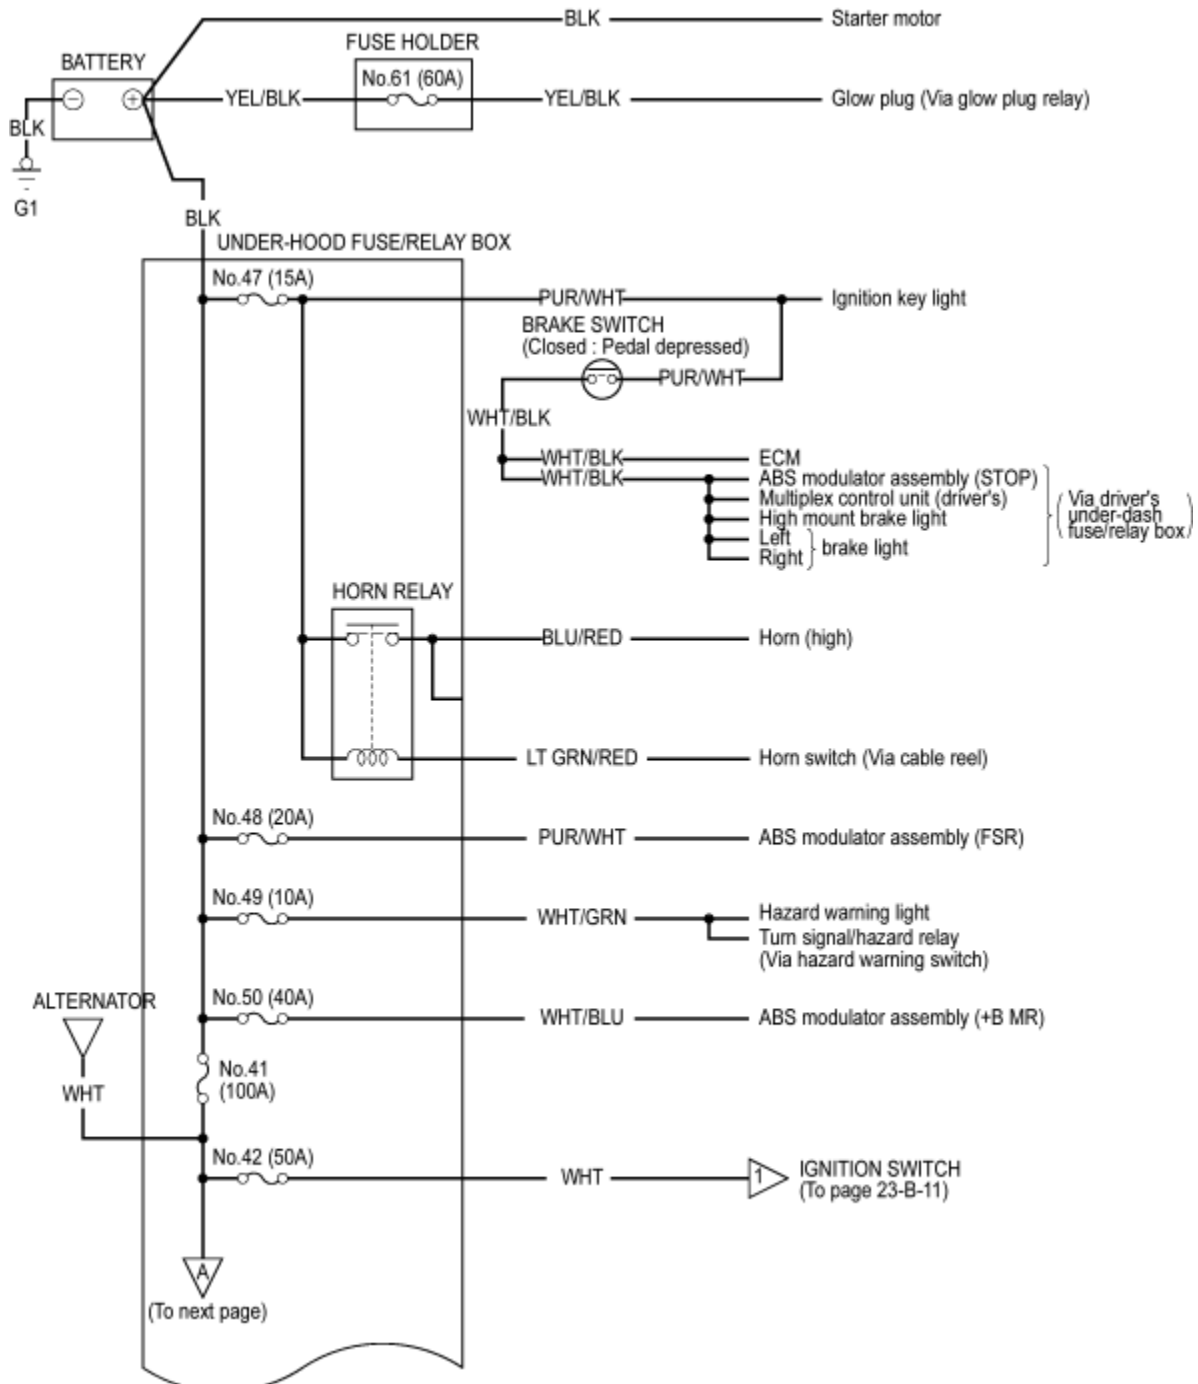 BLK
Starter motor
FUSE HOLDER
BATTERY
No.61 (60A)
YEL/BLK
YEL/BLK
Glow plug (Via glow plug relay)
BLK
G1
BLK
UNDER-HOOD FUSE/RELAY BOX
No.47 (15A)
PUR/WHT
Ignition key light
BRAKE SWITCH
(Closed : Pedal depressed)
PUR/WHT
WHT/BLK
WHT/BLK
ECM
WHT/BLK
ABS modulator assembly (STOP)
Multiplex control unit (driver's)
High mount brake light
Left
Right
brake light
(Via driver's
under-dash
fuse/relay box)
HORN RELAY
BLU/RED
Horn (high)
LT GRN/RED
Horn switch (Via cable reel)
No.48 (20A)
PUR/WHT
ABS modulator assembly (FSR)
No.49 (10A)
WHT/GRN
Hazard warning light
Turn signal/hazard relay
(Via hazard warning switch)
ALTERNATOR
No.50 (40A)
WHT/BLU
ABS modulator assembly (+B MR)
No.41
(100A)
WHT
No.42 (50A)
WHT
1
IGNITION SWITCH
(To page 23-B-11)
A
(To next page)